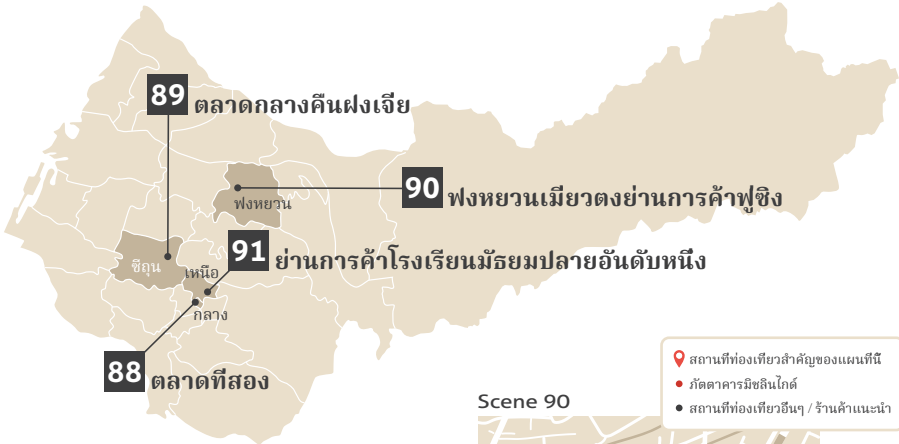 89 ตลาดกลางคืนฝงเจี่ย
90 ฟงหยวนเมี่ยวตงย่านการค้าฟูซิง
ฟงหยวน
91 ย่านการค้าโรงเรียนมัธยมปลายอันดับหนึ่ง
ซีถุน
เหนือ
กลาง
88 ตลาดที่สอง
สถานที่ท่องเที่ยวสำคัญของแผนที่นี้
ภัตตาคารมิชลินไกด์
สถานที่ท่องเที่ยวอื่นๆ / ร้านค้าแนะนำ
Scene 90